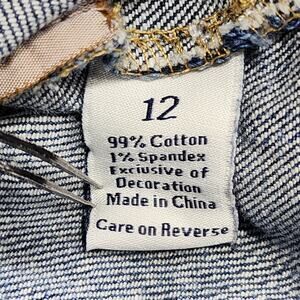 12
99% Cotton
1% Spandex
Exclusive of
Decoration
Made in China
Care on Reverse